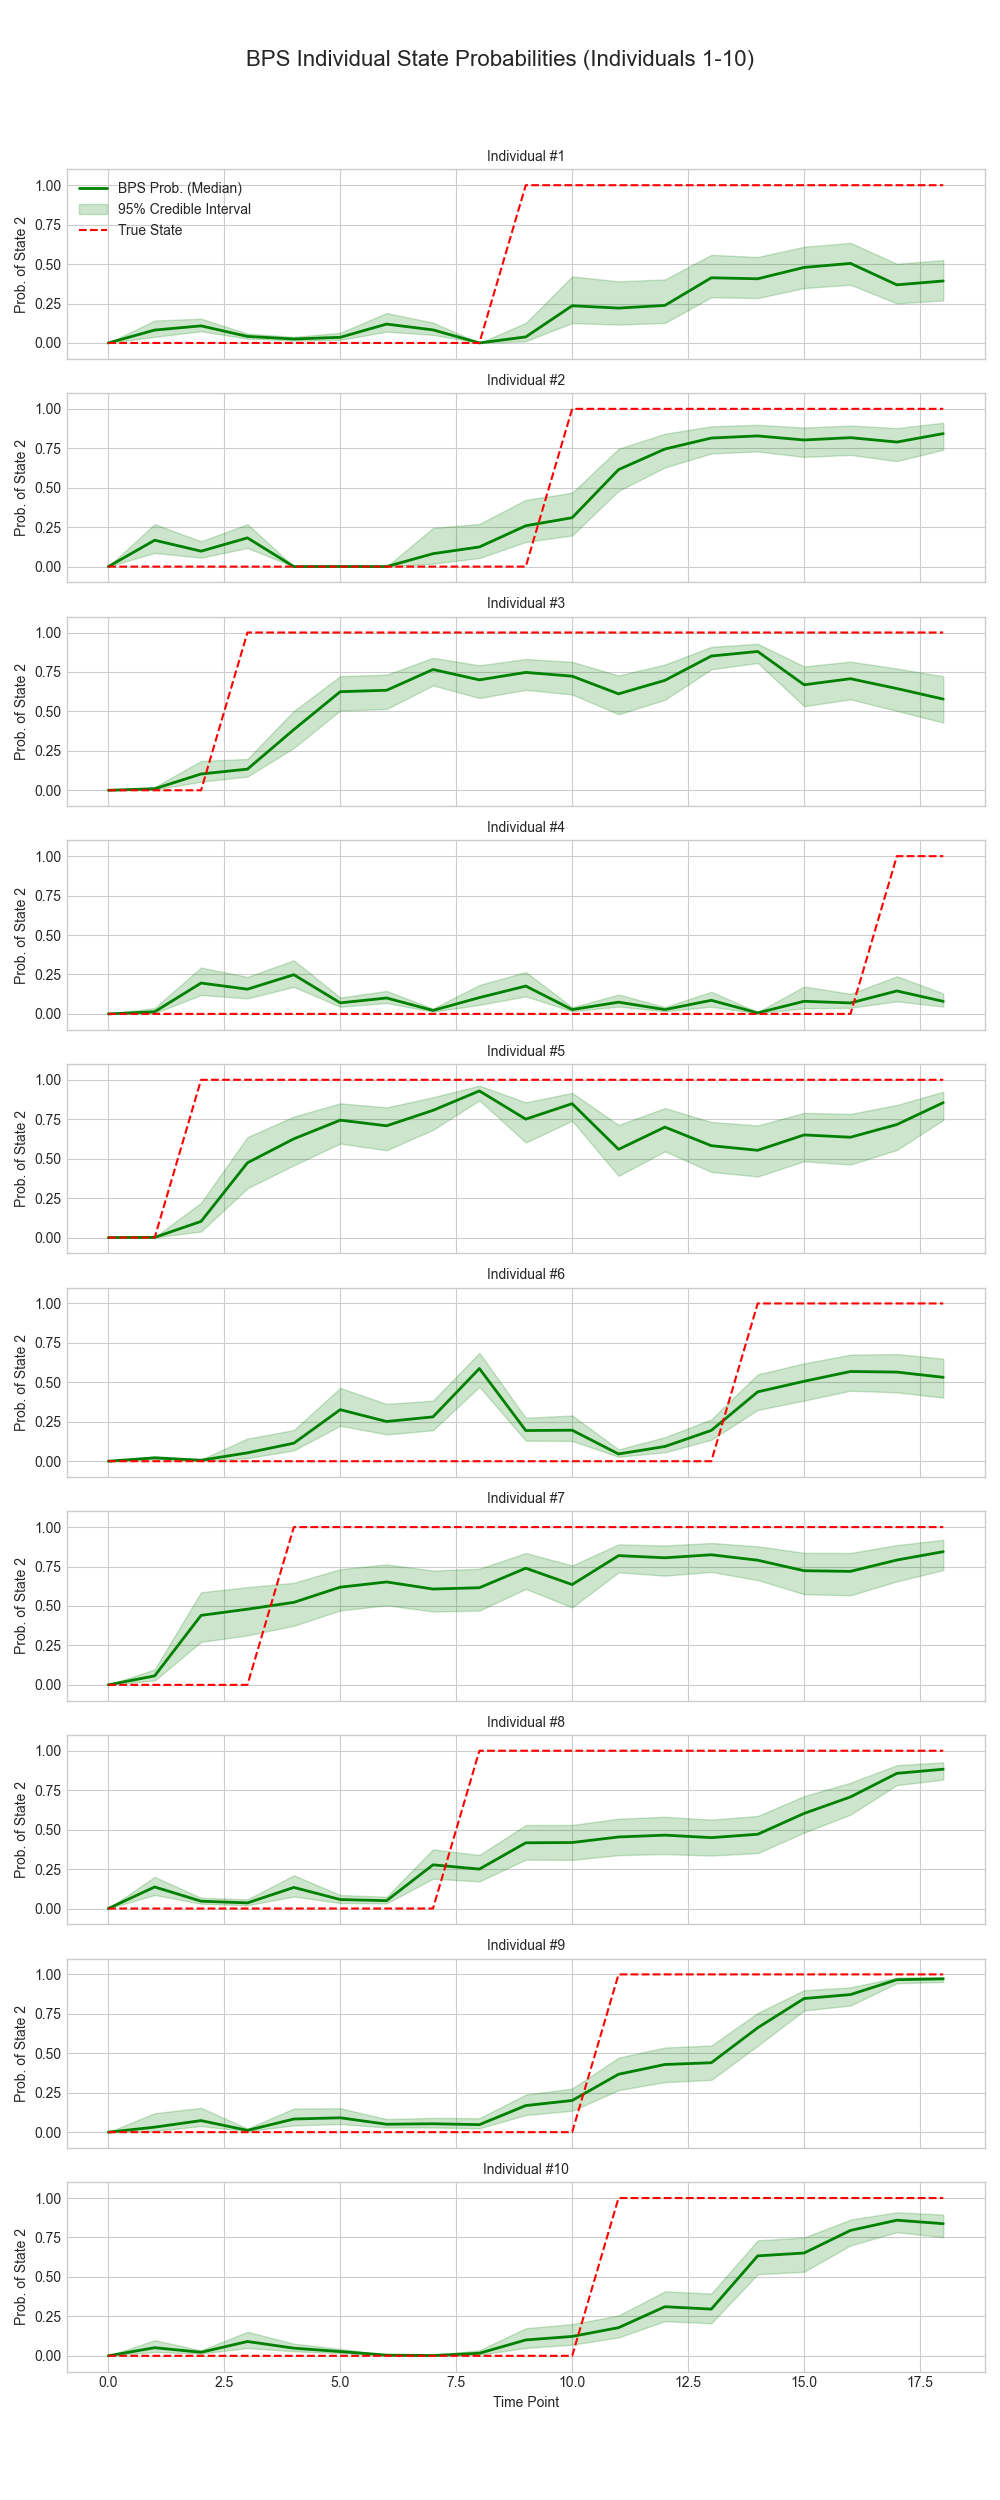 BPS Individual State Probabilities (Individuals 1-10)
Individual #1
Prob. of State 2
1.00
0.75
0.50
0.25
0.00
BPS Prob. (Median)
95% Credible Interval
True State
Individual #2
Prob. of State 2
1.00
0.75
0.50
0.25
0.00
Individual #3
Prob. of State 2
1.00
0.75
0.50
0.25
0.00
Individual #4
Prob. of State 2
1.00
0.75
0.50
0.25
0.00
Individual #5
Prob. of State 2
1.00
0.75
0.50
0.25
0.00
Individual #6
Prob. of State 2
1.00
0.75
0.50
0.25
0.00
Individual #7
Prob. of State 2
1.00
0.75
0.50
0.25
0.00
Individual #8
Prob. of State 2
1.00
0.75
0.50
0.25
0.00
Individual #9
Prob. of State 2
1.00
0.75
0.50
0.25
0.00
Individual #10
Prob. of State 2
1.00
0.75
0.50
0.25
0.00
0.0 2.5 5.0 7.5 10.0 12.5 15.0 17.5
Time Point